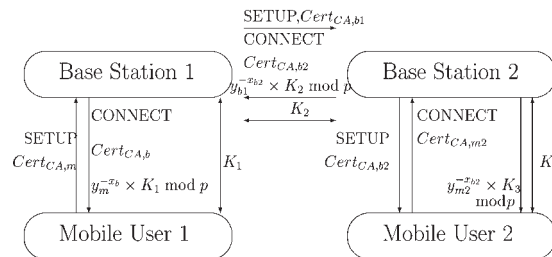 SETUP, Cert_{CA,b1}
CONNECT
Cert_{CA,b2}
Base Station 1
Base Station 2
y_{b1}^{-x_{b2}} × K_2 mod p
K_2
CONNECT
SETUP
Cert_{CA,m}
Cert_{CA,b}
K_1
y_m^{-x_b} × K_1 mod p
CONNECT
SETUP
Cert_{CA,m2}
Cert_{CA,b2}
K
y_{m2}^{-x_{b2}} × K_3
mod p
Mobile User 1
Mobile User 2